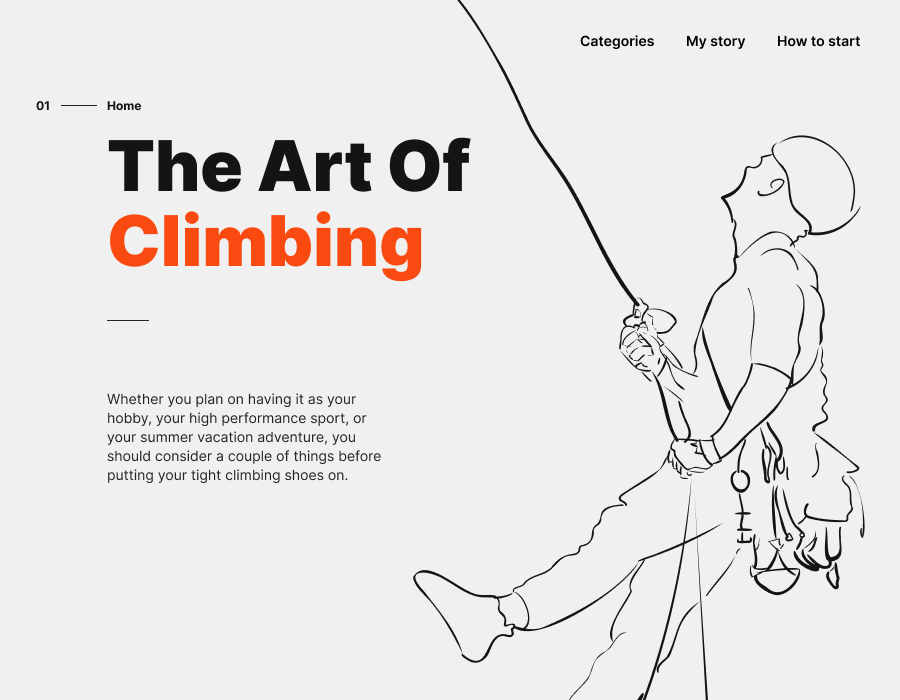 Categories My story How to start
01 Home
The Art Of
Climbing
Whether you plan on having it as your
hobby, your high performance sport, or
your summer vacation adventure, you
should consider a couple of things before
putting your tight climbing shoes on.